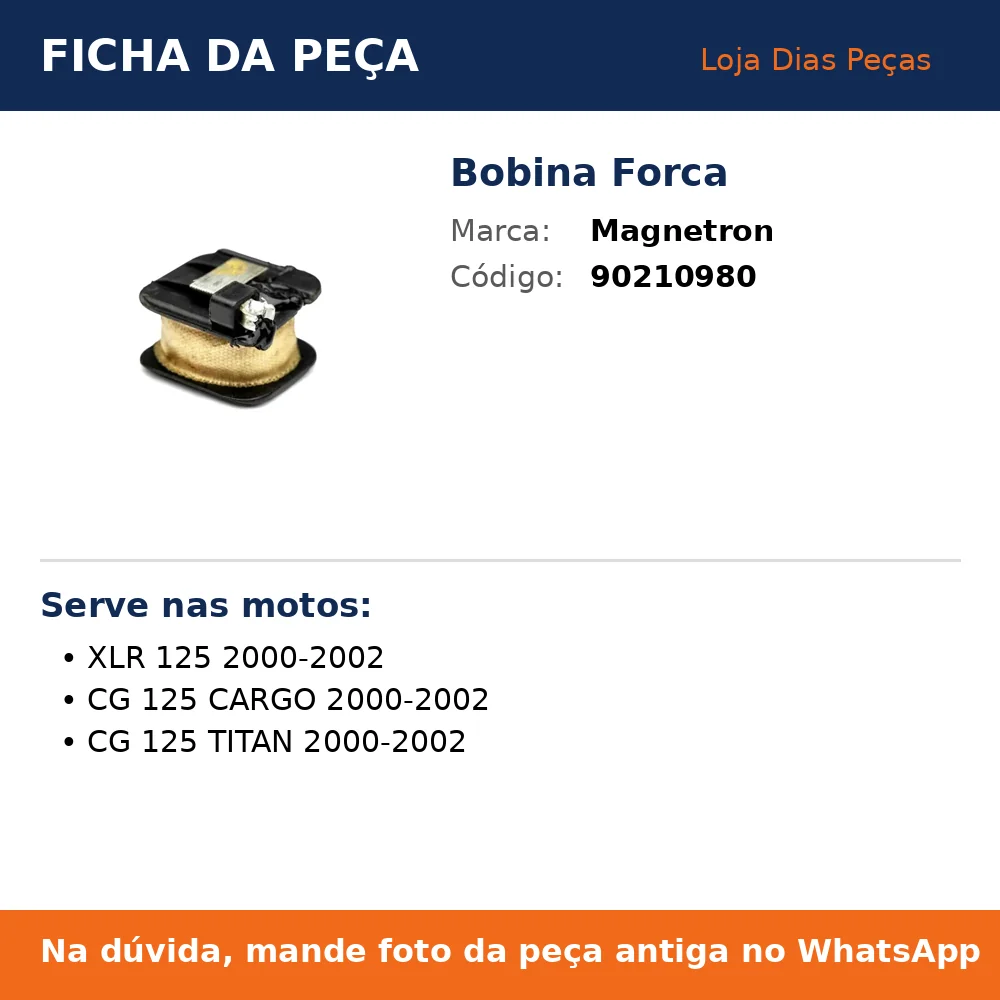 FICHA DA PEÇA
Loja Dias Peças
Bobina Forca
Marca: Magnetron
Código: 90210980
Serve nas motos:
• XLR 125 2000-2002
• CG 125 CARGO 2000-2002
• CG 125 TITAN 2000-2002
Na dúvida, mande foto da peça antiga no WhatsApp